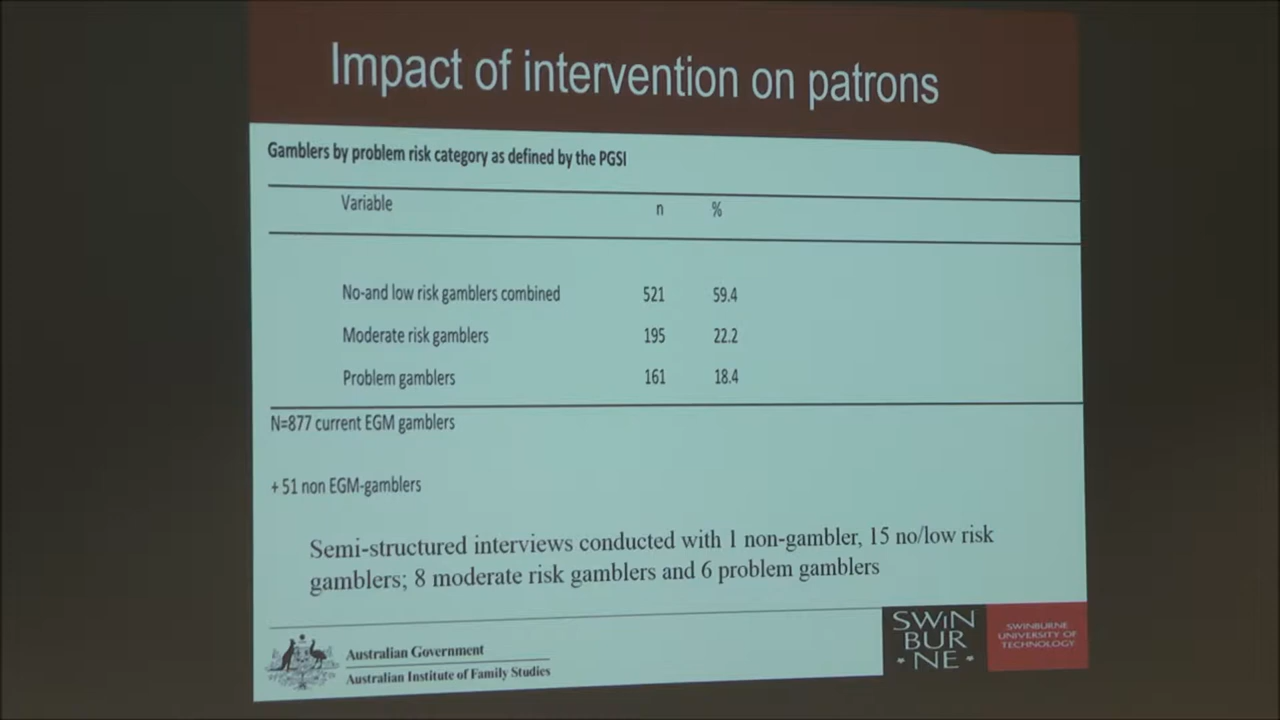 Impact of intervention on patrons
Gamblers by problem risk category as defined by the PGSI
Variable n %
No-and low risk gamblers combined 521 59.4
Moderate risk gamblers 195 22.2
Problem gamblers 161 18.4
N=877 current EGM gamblers
+ 51 non EGM-gamblers
Semi-structured interviews conducted with 1 non-gambler, 15 no/low risk
gamblers; 8 moderate risk gamblers and 6 problem gamblers
Australian Government
Australian Institute of Family Studies
SWIN
BUR
* NE *
SWINBURNE
UNIVERSITY OF
TECHNOLOGY